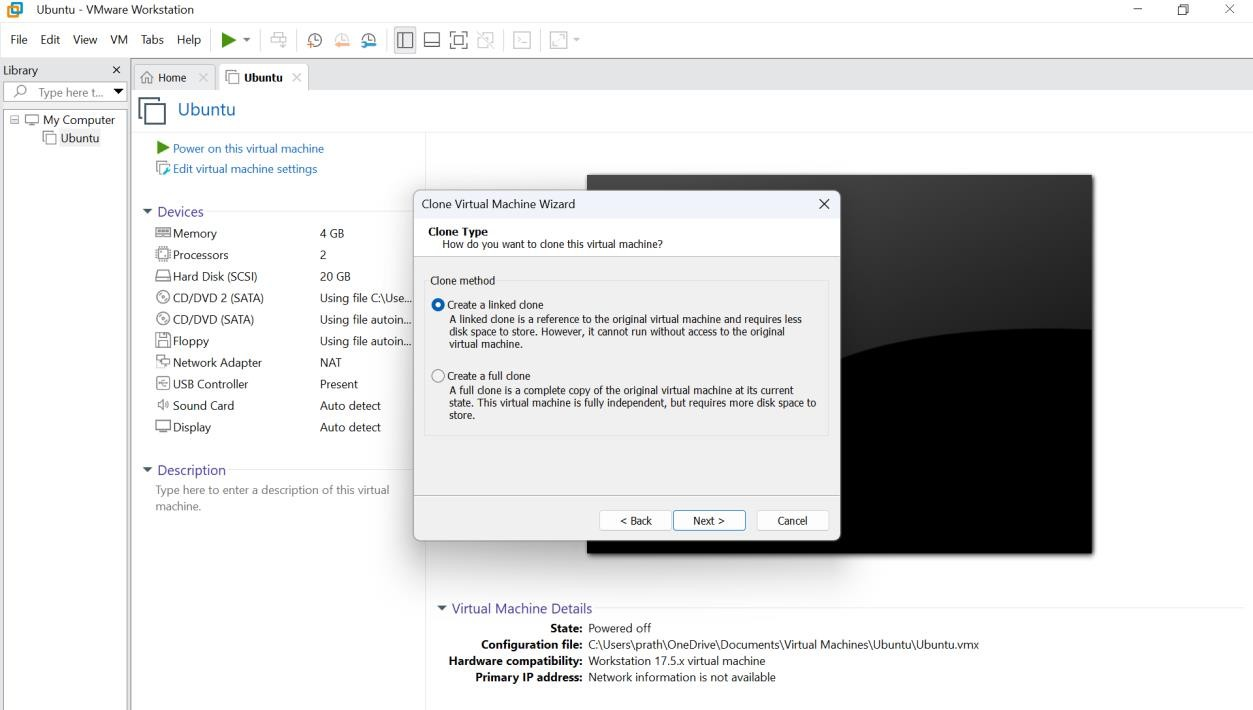 Ubuntu - VMware Workstation
File Edit View VM Tabs Help
Library
Type here t...
My Computer
Ubuntu
Home
Ubuntu
Ubuntu
Power on this virtual machine
Edit virtual machine settings
Devices
Memory 4 GB
Processors 2
Hard Disk (SCSI) 20 GB
CD/DVD 2 (SATA) Using file C:\Use...
CD/DVD (SATA) Using file autoin...
Floppy Using file autoin...
Network Adapter NAT
USB Controller Present
Sound Card Auto detect
Display Auto detect
Description
Type here to enter a description of this virtual
machine.
Clone Virtual Machine Wizard
Clone Type
How do you want to clone this virtual machine?
Clone method
Create a linked clone
A linked clone is a reference to the original virtual machine and requires less
disk space to store. However, it cannot run without access to the original
virtual machine.
Create a full clone
A full clone is a complete copy of the original virtual machine at its current
state. This virtual machine is fully independent, but requires more disk space to
store.
< Back Next > Cancel
Virtual Machine Details
State: Powered off
Configuration file: C:\Users\prath\OneDrive\Documents\Virtual Machines\Ubuntu\Ubuntu.vmx
Hardware compatibility: Workstation 17.5.x virtual machine
Primary IP address: Network information is not available